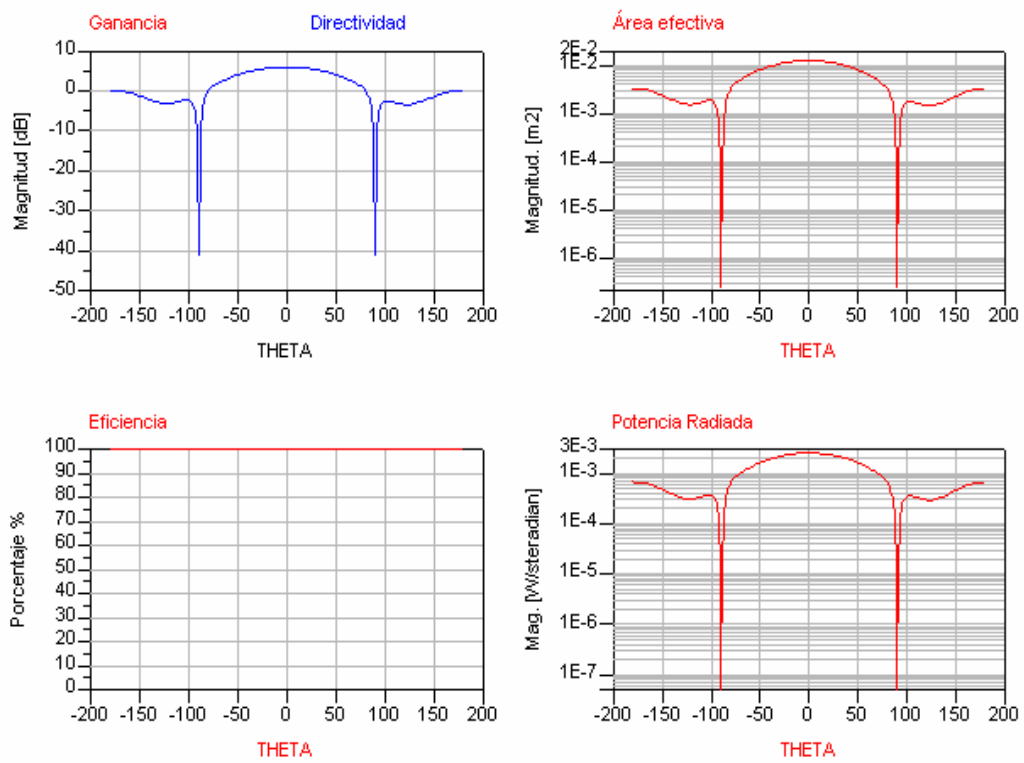 Ganancia Directividad
Magnitud [dB]
10
0
-10
-20
-30
-40
-50
-200 -150 -100 -50 0 50 100 150 200
THETA
Área efectiva
Magnitud. [m2]
2E-2
1E-2
1E-3
1E-4
1E-5
1E-6
-200 -150 -100 -50 0 50 100 150 200
THETA
Eficiencia
Porcentaje %
100
90
80
70
60
50
40
30
20
10
0
-200 -150 -100 -50 0 50 100 150 200
THETA
Potencia Radiada
Mag. [W/steradian]
3E-3
1E-3
1E-4
1E-5
1E-6
1E-7
-200 -150 -100 -50 0 50 100 150 200
THETA